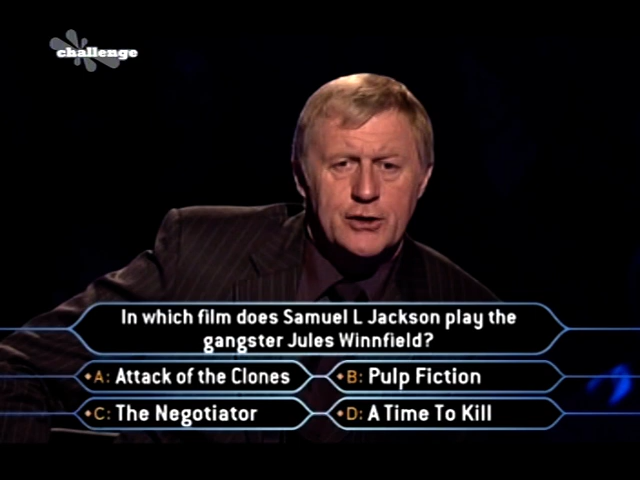 challenge
In which film does Samuel L Jackson play the
gangster Jules Winnfield?
A: Attack of the Clones
B: Pulp Fiction
C: The Negotiator
D: A Time To Kill